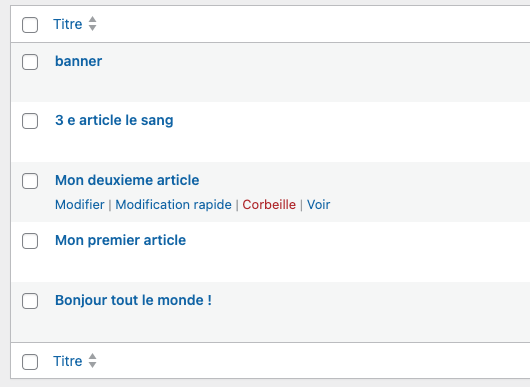 Titre
banner
3 e article le sang
Mon deuxieme article
Modifier | Modification rapide | Corbeille | Voir
Mon premier article
Bonjour tout le monde !
Titre